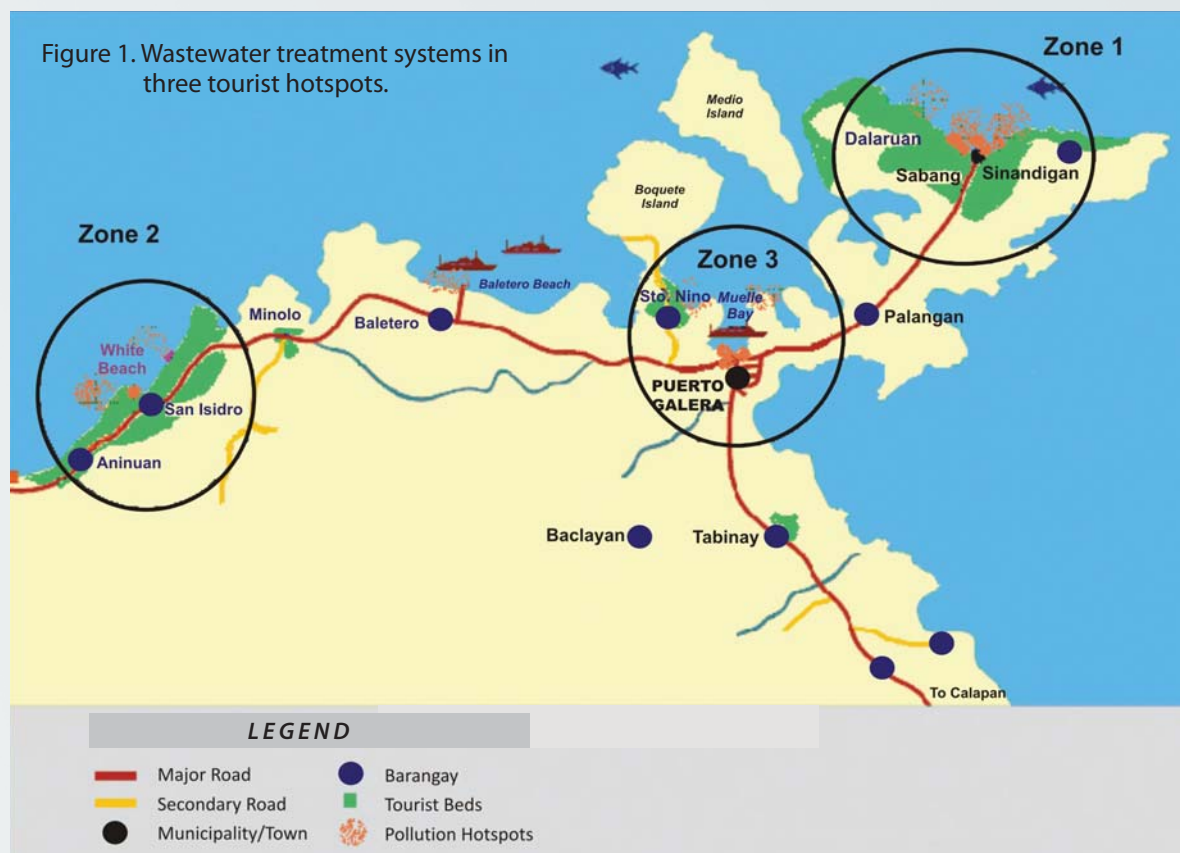 Figure 1. Wastewater treatment systems in
three tourist hotspots.
Zone 1
Medio
Island
Dalaruan
Sabang
Sinandigan
Boquete
Island
Zone 2
Zone 3
Baletero Beach
Sto. Nino
Muelle
Bay
Minolo
Baletero
Palangan
White
Beach
PUERTO
GALERA
San Isidro
Aninuan
Baclayan
Tabinay
To Calapan
LEGEND
Major Road
Barangay
Secondary Road
Tourist Beds
Municipality/Town
Pollution Hotspots